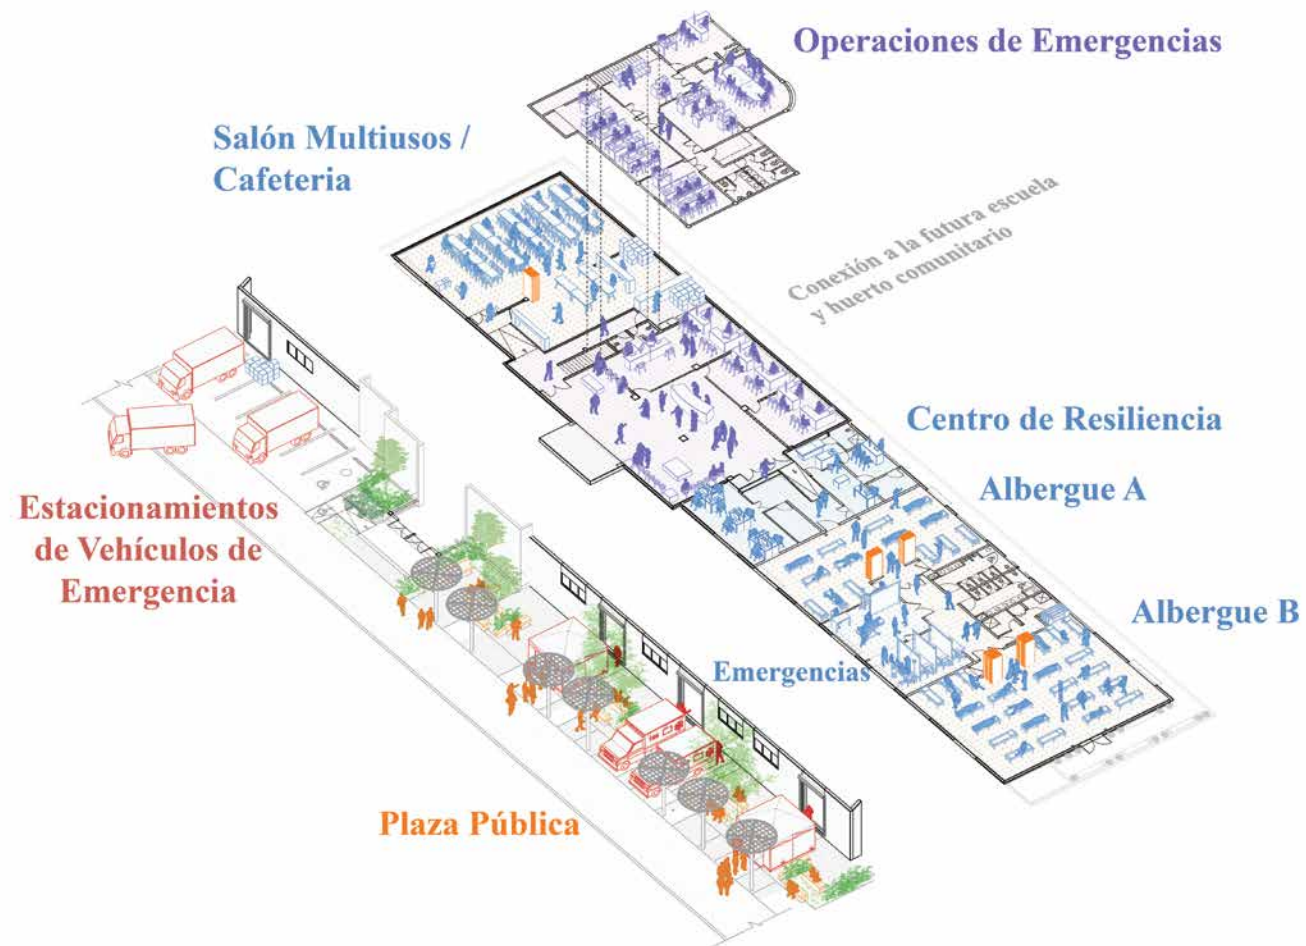 Operaciones de Emergencias
Salón Multiusos /
Cafeteria
Conexión a la futura escuela
y huerto comunitario
Centro de Resiliencia
Albergue A
Estacionamientos
de Vehículos de
Emergencia
Albergue B
Emergencias
Plaza Pública